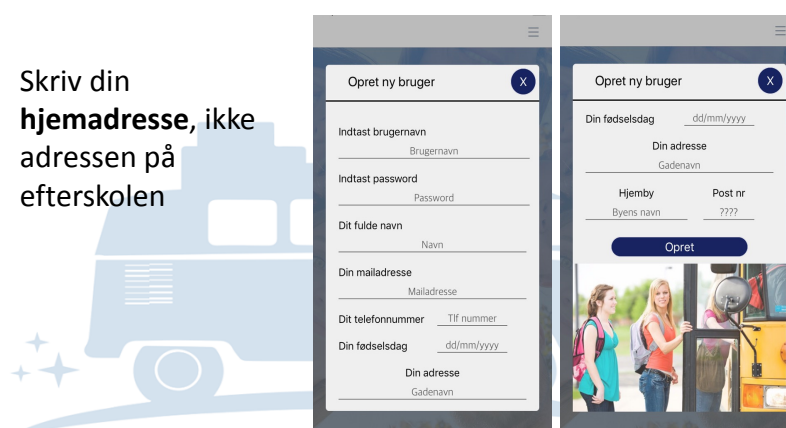 Skriv din
hjemadresse, ikke
adressen på
efterskolen
Opret ny bruger
X
Indtast brugernavn
Brugernavn
Indtast password
Password
Dit fulde navn
Navn
Din mailadresse
Mailadresse
Dit telefonnummer Tlf nummer
Din fødselsdag dd/mm/yyyy
Din adresse
Gadenavn
Opret ny bruger
X
Din fødselsdag dd/mm/yyyy
Din adresse
Gadenavn
Hjemby Post nr
Byens navn ????
Opret